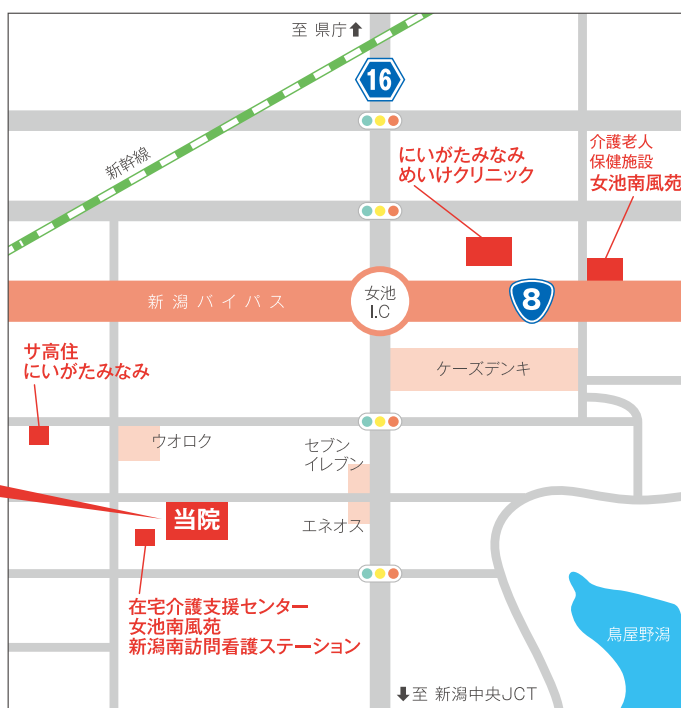 至 県庁⬆
16
新幹線
にいがたみなみ
めいけクリニック
介護老人
保健施設
女池南風苑
新潟バイパス
女池
I.C
8
サ高住
にいがたみなみ
ケーズデンキ
ウオロク
セブン
イレブン
当院
エネオス
在宅介護支援センター
女池南風苑
新潟南訪問看護ステーション
鳥屋野潟
⬇至 新潟中央JCT